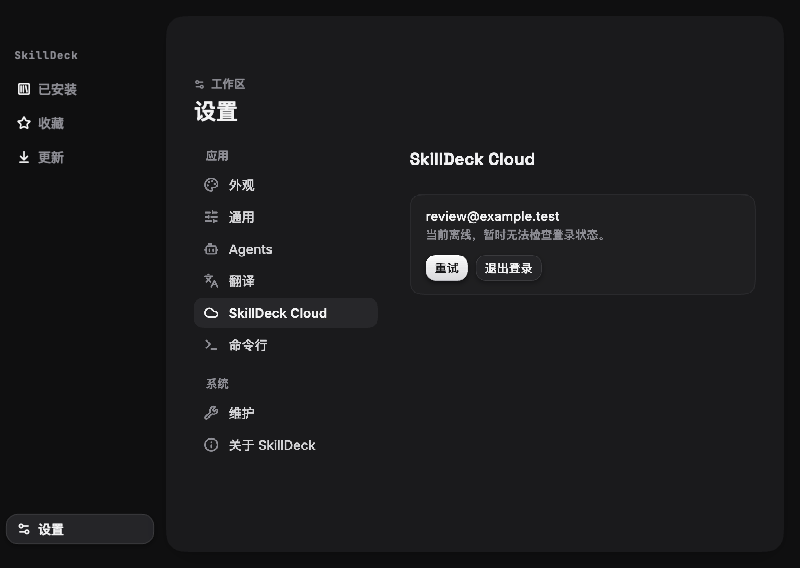 SkillDeck
已安装
收藏
更新
设置
工作区
设置
应用
外观
通用
Agents
翻译
SkillDeck Cloud
命令行
系统
维护
关于 SkillDeck
SkillDeck Cloud
review@example.test
当前离线，暂时无法检查登录状态。
重试
退出登录